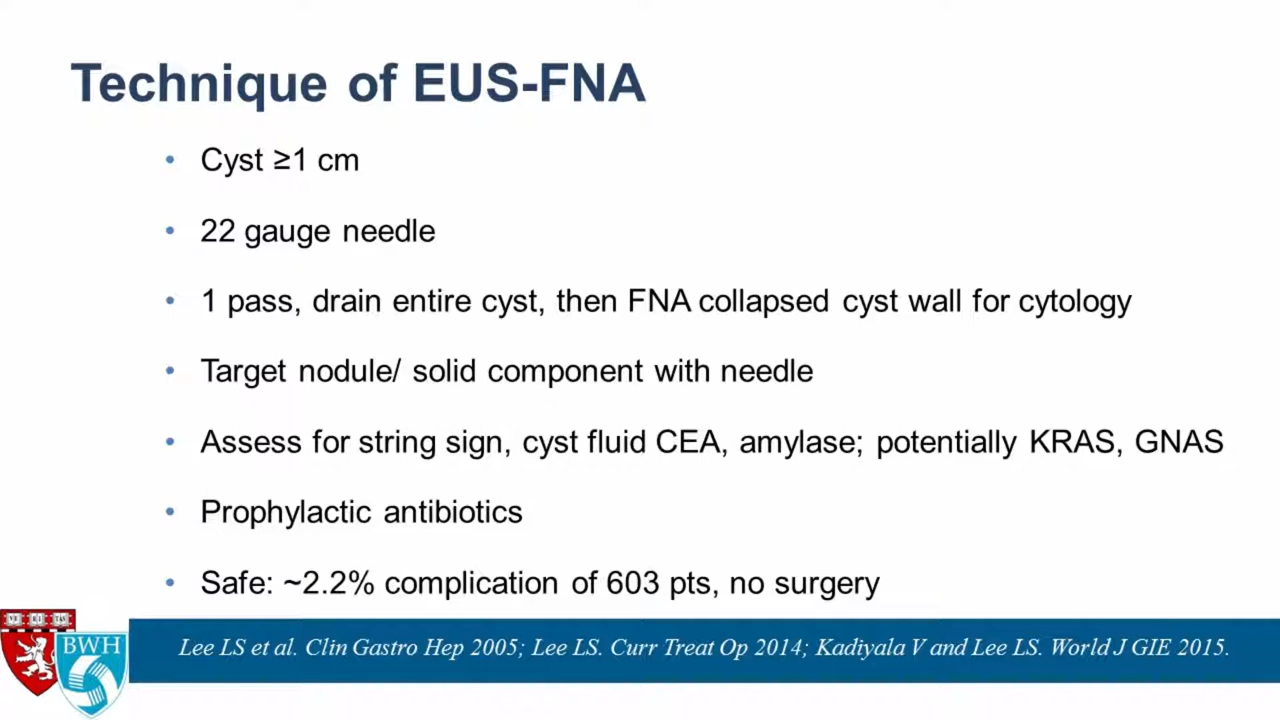 Technique of EUS-FNA
• Cyst ≥1 cm
• 22 gauge needle
• 1 pass, drain entire cyst, then FNA collapsed cyst wall for cytology
• Target nodule/ solid component with needle
• Assess for string sign, cyst fluid CEA, amylase; potentially KRAS, GNAS
• Prophylactic antibiotics
• Safe: ~2.2% complication of 603 pts, no surgery
BWH
Lee LS et al. Clin Gastro Hep 2005; Lee LS. Curr Treat Op 2014; Kadiyala V and Lee LS. World J GIE 2015.